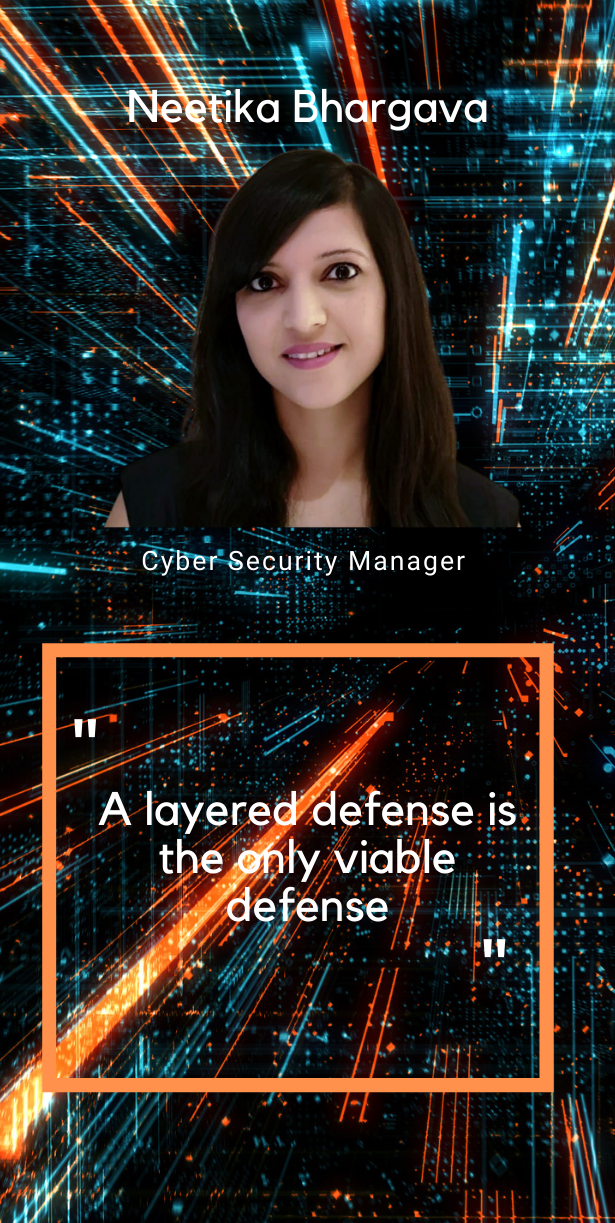 Neetika Bhargava
Cyber Security Manager
"
A layered defense is
the only viable
defense
"